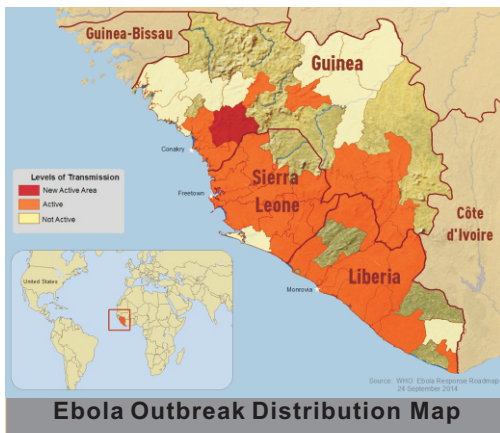 Guinea-Bissau
Guinea
Conakry
Levels of Transmission
New Active Area
Active
Not Active
Sierra
Leone
Freetown
Côte
d'Ivoire
Liberia
United States
Monrovia
Source: WHO: Ebola Response Roadmap
24 September 2014
Ebola Outbreak Distribution Map